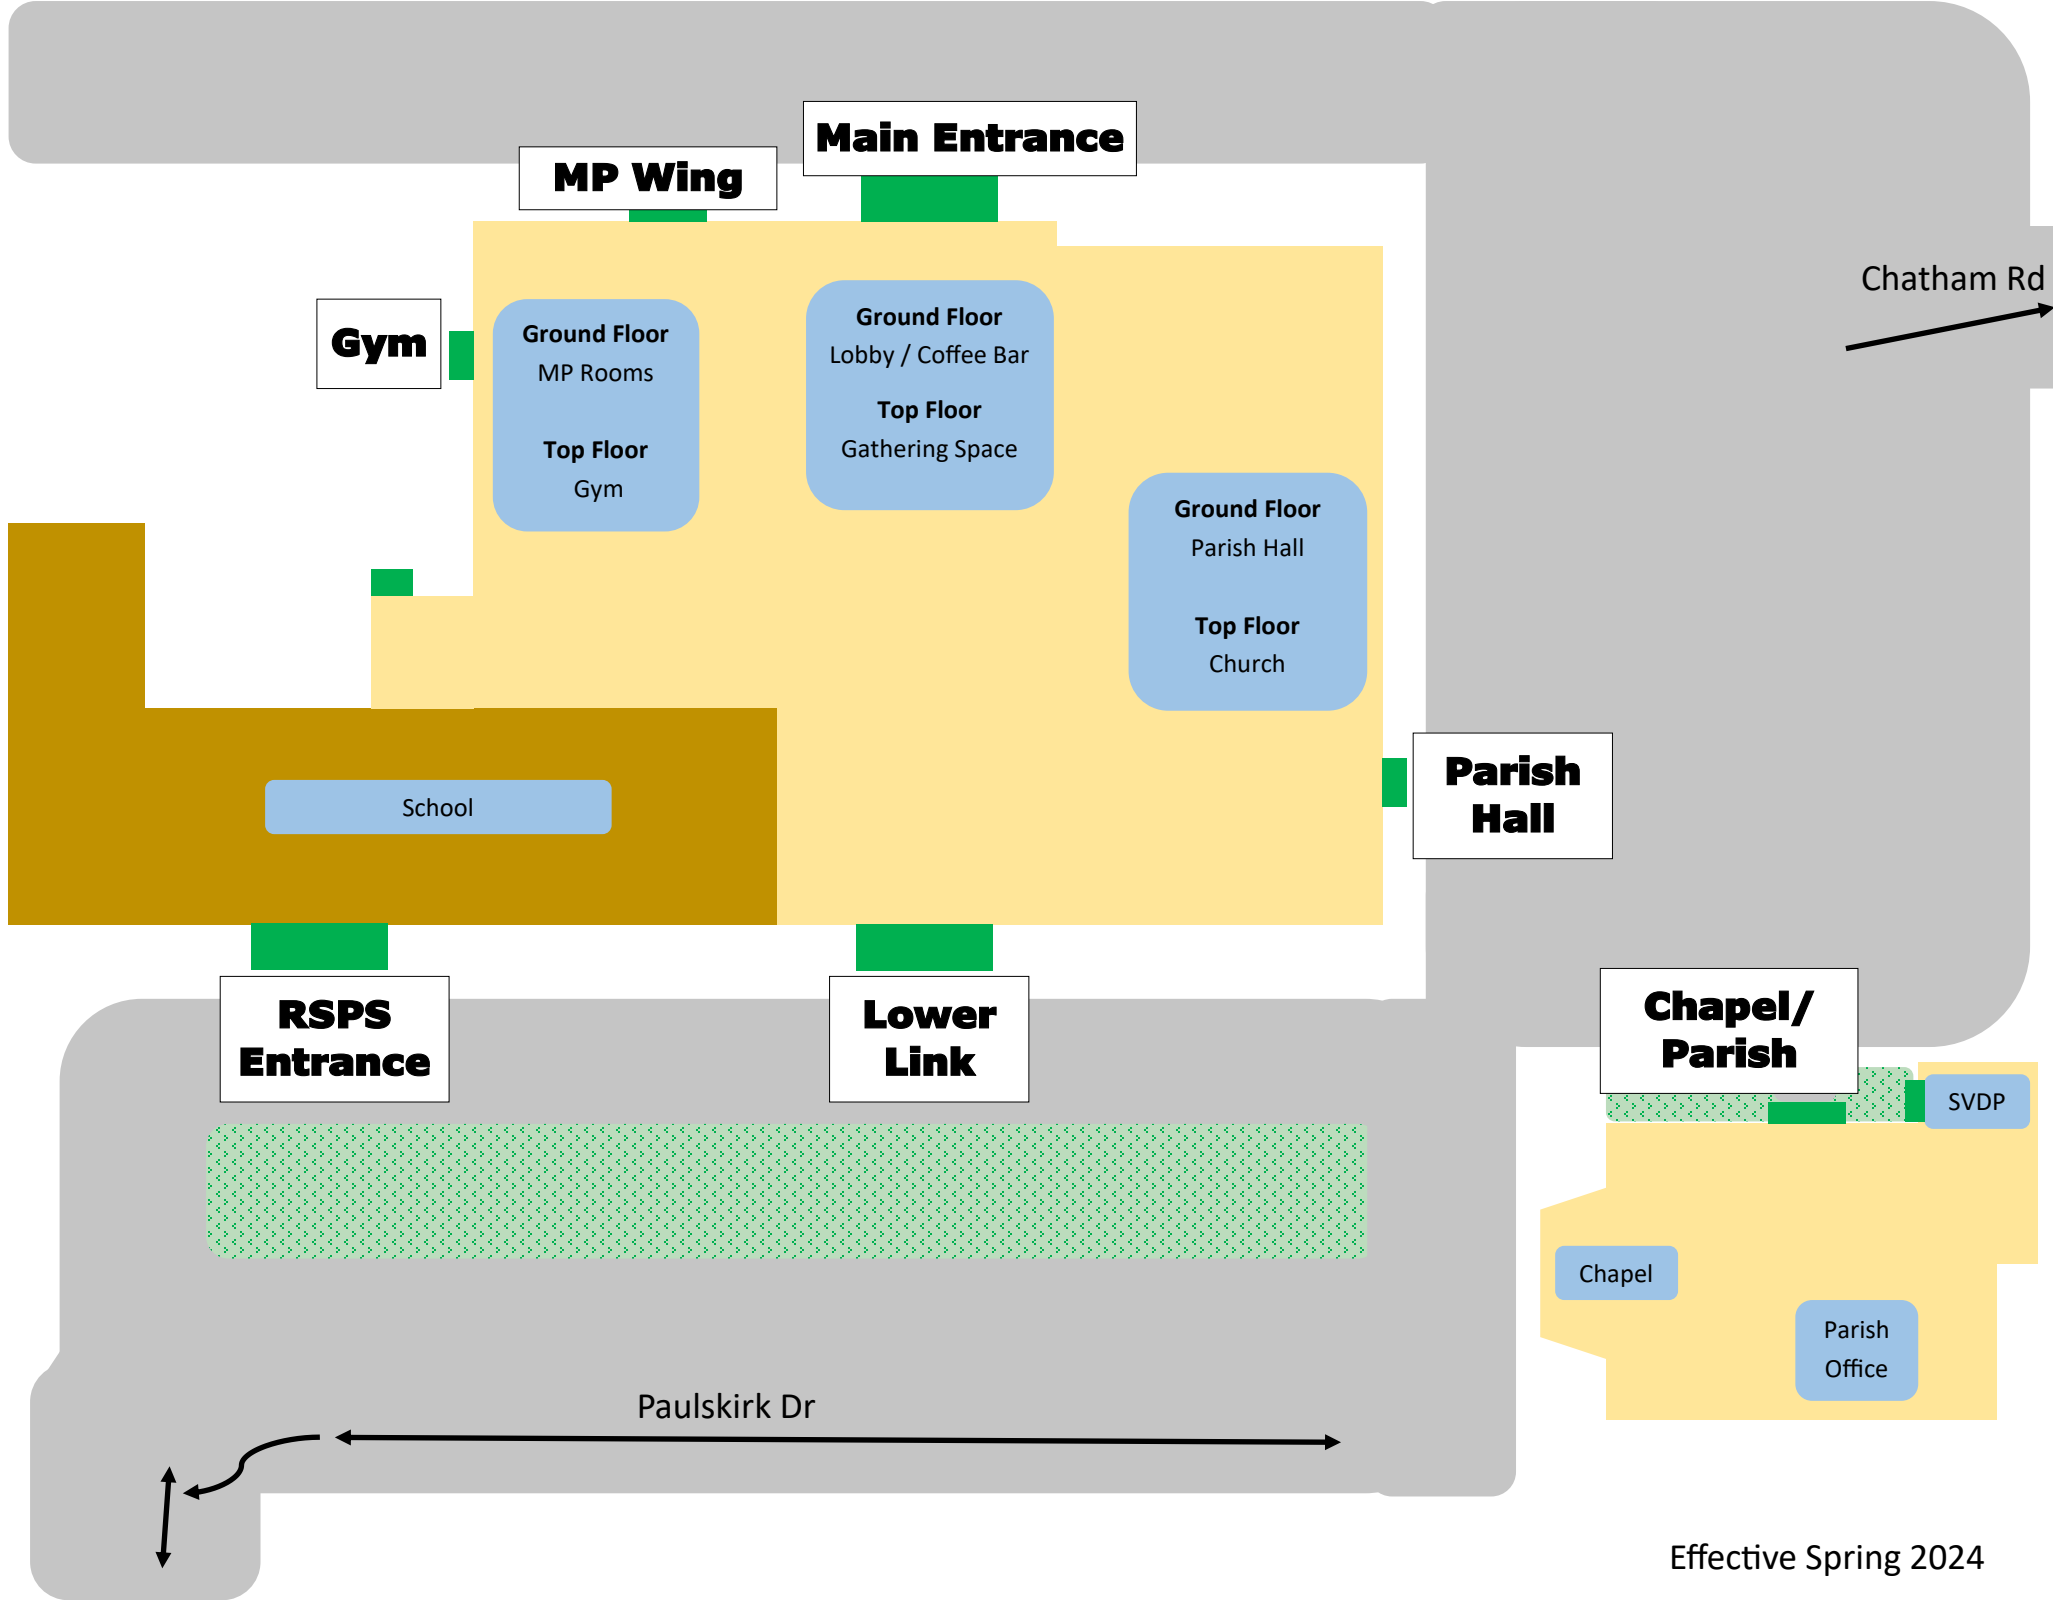 Main Entrance
MP Wing
Chatham Rd
Gym
Ground Floor
MP Rooms
Top Floor
Gym
Ground Floor
Lobby / Coffee Bar
Top Floor
Gathering Space
Ground Floor
Parish Hall
Top Floor
Church
School
Parish
Hall
RSPS
Entrance
Lower
Link
Chapel/
Parish
SVDP
Chapel
Parish
Office
Paulskirk Dr
Effective Spring 2024